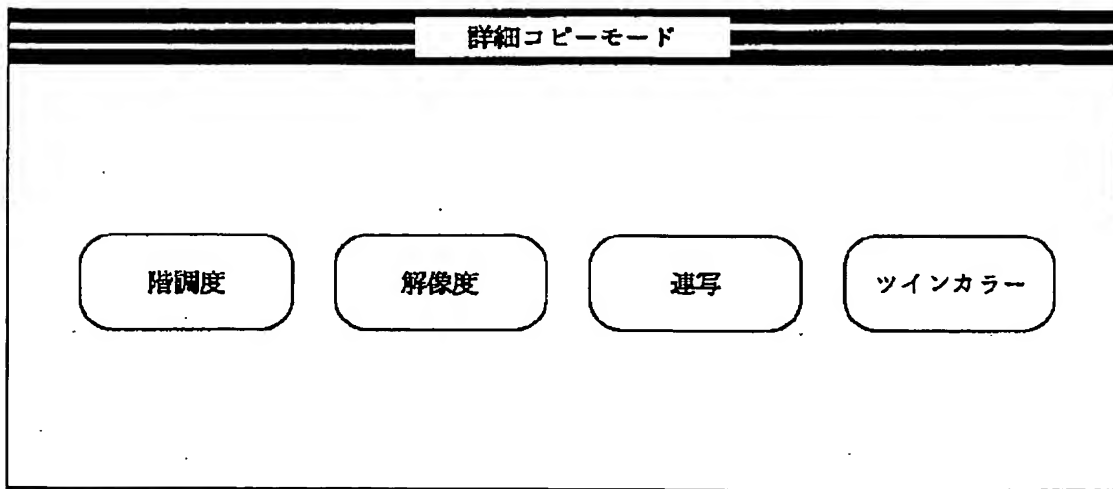 詳細コピーモード
階調度
解像度
連写
ツインカラー